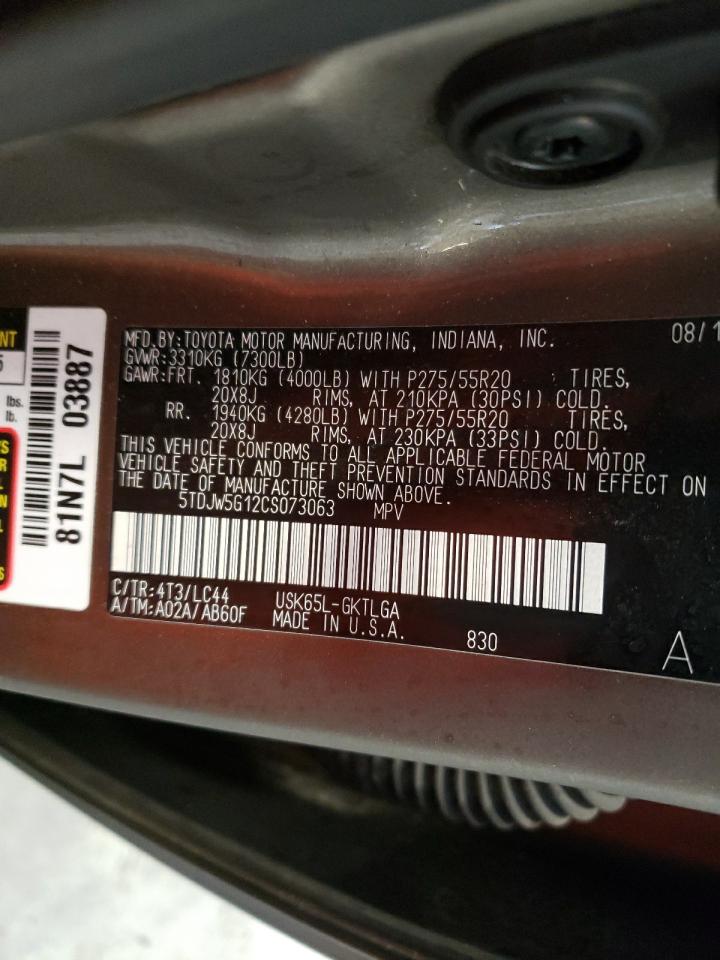 MFD.BY:TOYOTA MOTOR MANUFACTURING, INDIANA, INC. 08/1
GVWR:3310KG (7300LB)
GAWR:FRT. 1810KG (4000LB) WITH P275/55R20 TIRES,
20X8J RIMS, AT 210KPA (30PSI) COLD.
RR. 1940KG (4280LB) WITH P275/55R20 TIRES,
20X8J RIMS, AT 230KPA (33PSI) COLD.
THIS VEHICLE CONFORMS TO ALL APPLICABLE FEDERAL MOTOR
VEHICLE SAFETY AND THEFT PREVENTION STANDARDS IN EFFECT ON
THE DATE OF MANUFACTURE SHOWN ABOVE.
5TDJW5G12CS073063 MPV
C/TR:4T3/LC44 USK65L-GKTLGA
A/TM:A02A/AB60F MADE IN U.S.A. 830 A
81N7L 03887
NT
5
lbs.
lb.